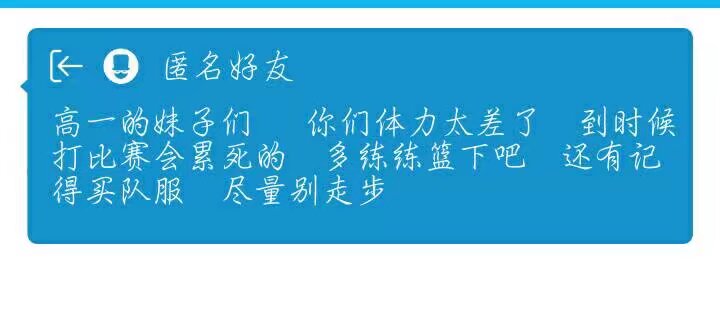 匿名好友
高一的妹子们 你们体力太差了 到时候
打比赛会累死的 多练练篮下吧 还有记
得买队服 尽量别走步